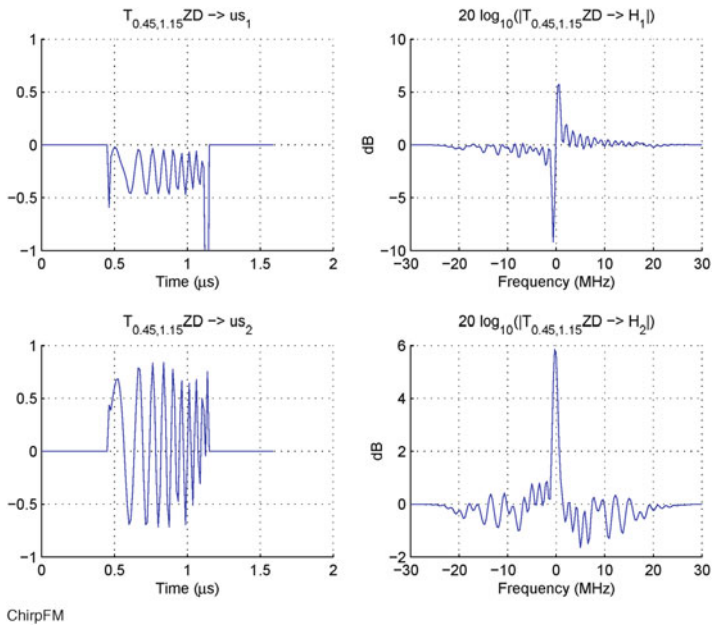 T0.45,1.15ZD −> us1
1
0.5
0
−0.5
−1
0 0.5 1 1.5 2
Time (μs)
20 log10(|T0.45,1.15ZD −> H1|)
10
5
0
−5
10
dB
−30 −20 −10 0 10 20 30
Frequency (MHz)
T0.45,1.15ZD −> us2
1
0.5
0
−0.5
−1
0 0.5 1 1.5 2
Time (μs)
20 log10(|T0.45,1.15ZD −> H2|)
6
4
2
0
−2
dB
−30 −20 −10 0 10 20 30
Frequency (MHz)
ChirpFM